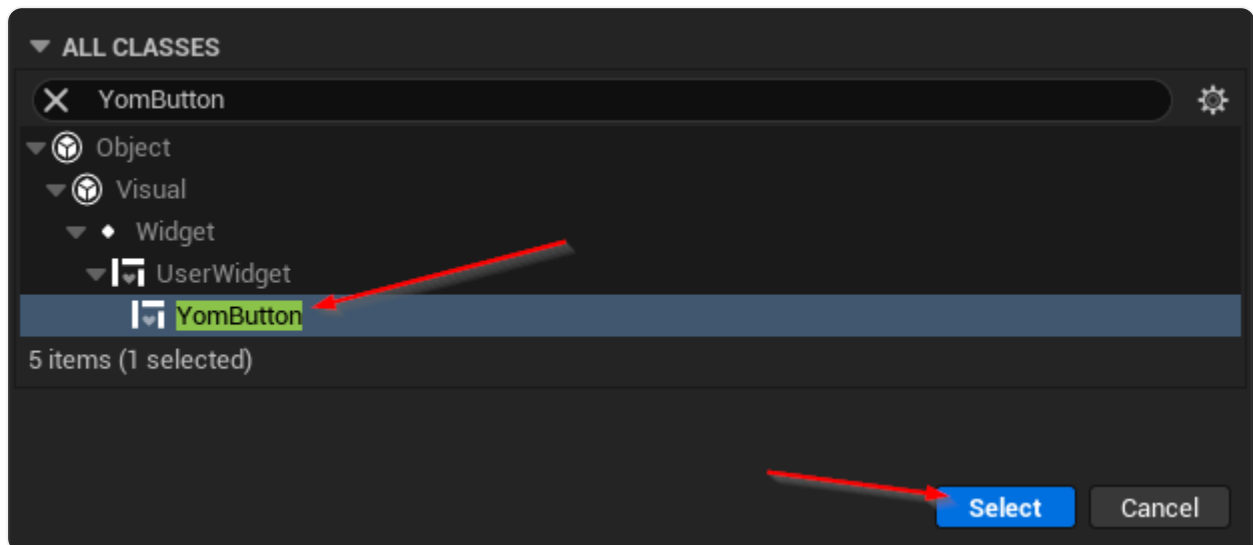 ALL CLASSES
YomButton
Object
Visual
Widget
UserWidget
YomButton
5 items (1 selected)
Select
Cancel